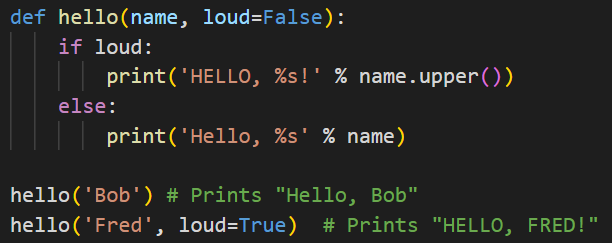 def hello(name, loud=False):
    if loud:
        print('HELLO, %s!' % name.upper())
    else:
        print('Hello, %s' % name)

hello('Bob') # Prints "Hello, Bob"
hello('Fred', loud=True)  # Prints "HELLO, FRED!"